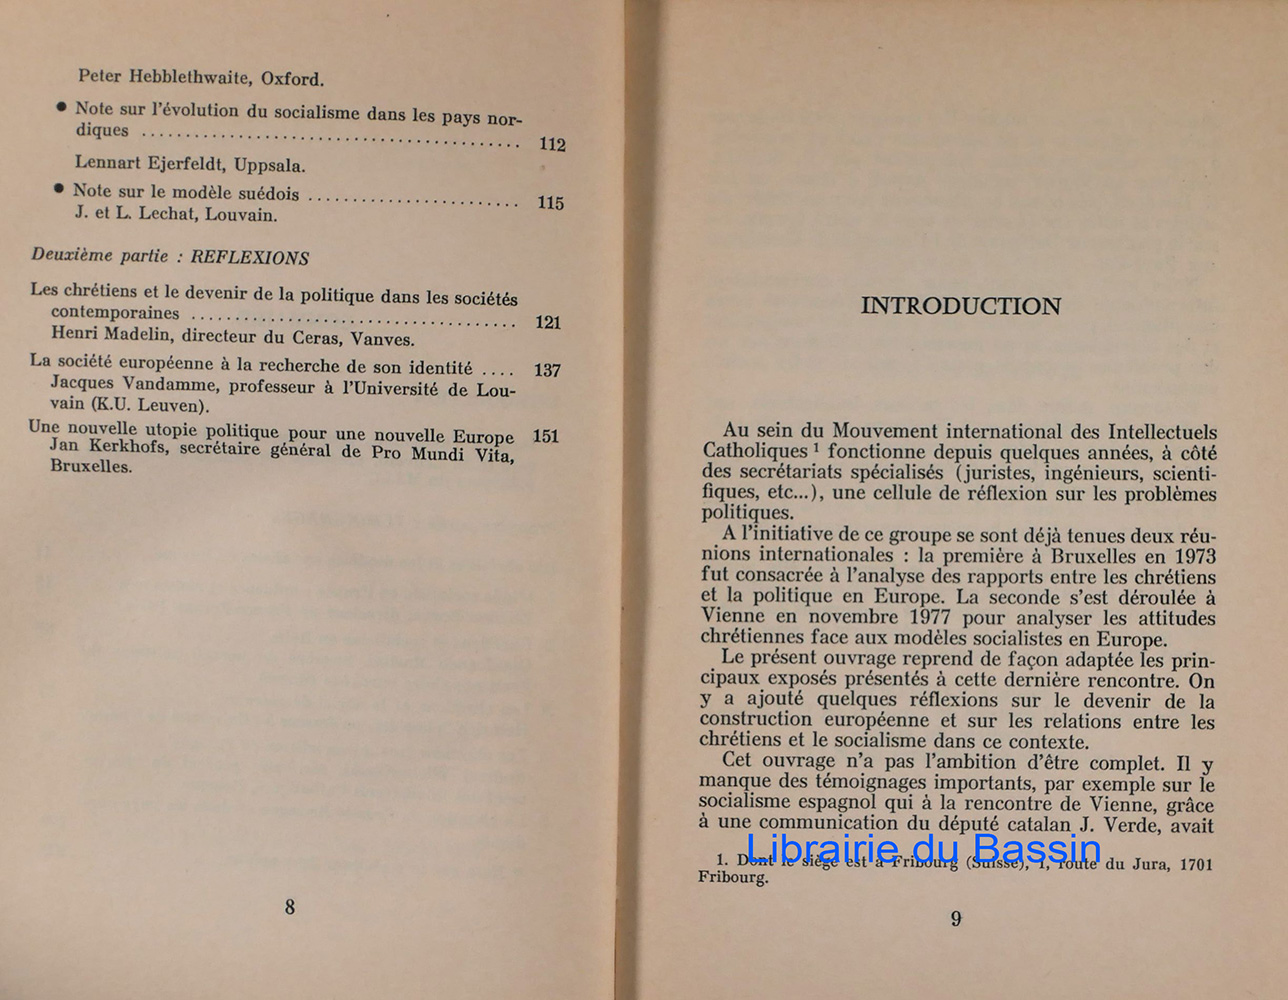 Peter Hebblethwaite, Oxford.
● Note sur l'évolution du socialisme dans les pays nor-
diques ........................................... 112
Lennart Ejerfeldt, Uppsala.
● Note sur le modèle suédois ........................ 115
J. et L. Lechat, Louvain.
Deuxième partie : REFLEXIONS
Les chrétiens et le devenir de la politique dans les sociétés
contemporaines ..................................... 121
Henri Madelin, directeur du Ceras, Vanves.
La société européenne à la recherche de son identité .... 137
Jacques Vandamme, professeur à l'Université de Lou-
vain (K.U. Leuven).
Une nouvelle utopie politique pour une nouvelle Europe 151
Jan Kerkhofs, secrétaire général de Pro Mundi Vita,
Bruxelles.
8
INTRODUCTION
Au sein du Mouvement international des Intellectuels
Catholiques 1 fonctionne depuis quelques années, à côté
des secrétariats spécialisés (juristes, ingénieurs, scienti-
fiques, etc...), une cellule de réflexion sur les problèmes
politiques.
A l'initiative de ce groupe se sont déjà tenues deux réu-
nions internationales : la première à Bruxelles en 1973
fut consacrée à l'analyse des rapports entre les chrétiens
et la politique en Europe. La seconde s'est déroulée à
Vienne en novembre 1977 pour analyser les attitudes
chrétiennes face aux modèles socialistes en Europe.
Le présent ouvrage reprend de façon adaptée les prin-
cipaux exposés présentés à cette dernière rencontre. On
y a ajouté quelques réflexions sur le devenir de la
construction européenne et sur les relations entre les
chrétiens et le socialisme dans ce contexte.
Cet ouvrage n'a pas l'ambition d'être complet. Il y
manque des témoignages importants, par exemple sur le
socialisme espagnol qui à la rencontre de Vienne, grâce
à une communication du député catalan J. Verde, avait
Librairie du Bassin
1. Dont le siège est à Fribourg (Suisse), 1, route du Jura, 1701
Fribourg.
9